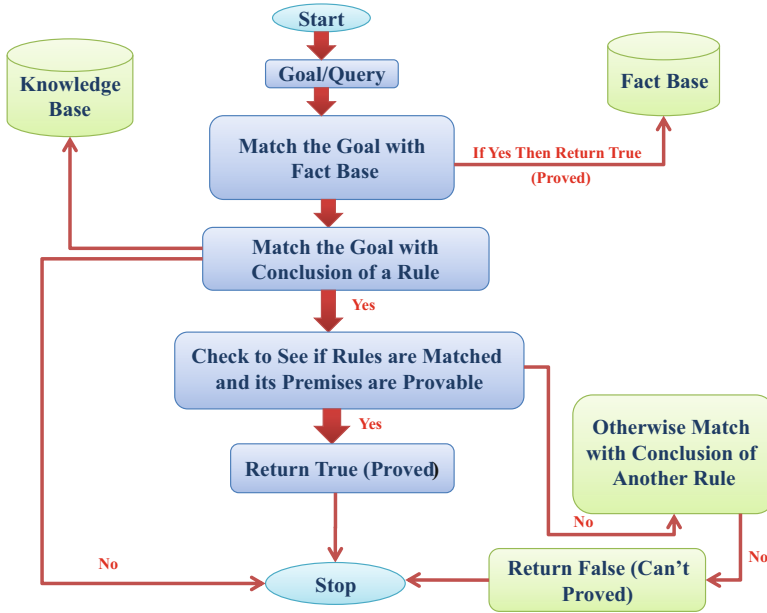 Start
Goal/Query
Knowledge
Base
Fact Base
Match the Goal with
Fact Base
If Yes Then Return True
(Proved)
Match the Goal with
Conclusion of a Rule
Yes
Check to See if Rules are Matched
and its Premises are Provable
Yes
Return True (Proved)
Otherwise Match
with Conclusion of
Another Rule
No
No
No
Return False (Can't
Proved)
Stop